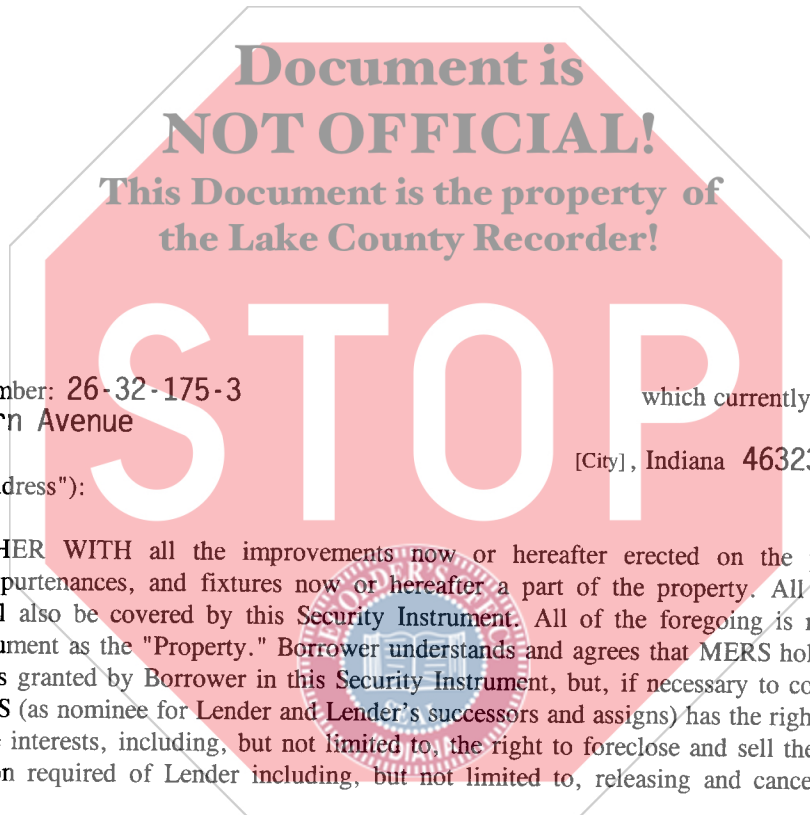 Document is
NOT OFFICIAL!
This Document is the property of
the Lake County Recorder!
STOP
mber: 26-32-175-3 which currently
rn Avenue
[City], Indiana 46323
dress"):
HER WITH all the improvements now or hereafter erected on the
purtenances, and fixtures now or hereafter a part of the property. All
l also be covered by this Security Instrument. All of the foregoing is
ument as the "Property." Borrower understands and agrees that MERS hol
s granted by Borrower in this Security Instrument, but, if necessary to co
S (as nominee for Lender and Lender's successors and assigns) has the righ
e interests, including, but not limited to, the right to foreclose and sell the
on required of Lender including, but not limited to, releasing and cance